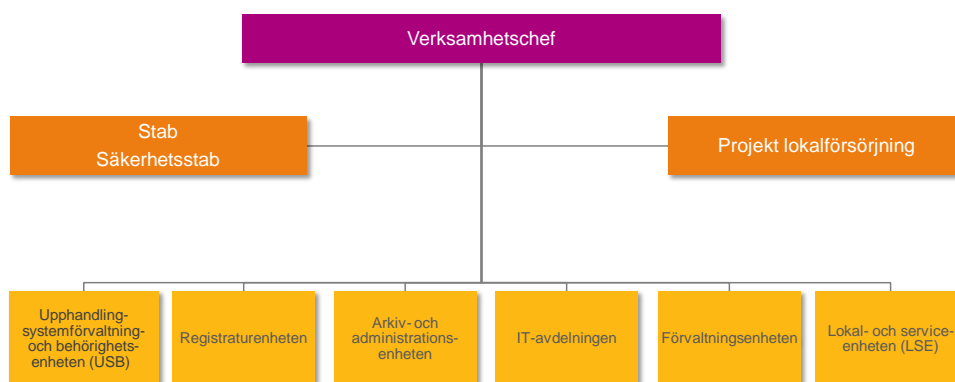 Verksamhetschef
Stab
Säkerhetsstab
Projekt lokalförsörjning
Upphandling-
systemförvaltning-
och behörighets-
enheten (USB)
Registraturenheten
Arkiv- och
administrations-
enheten
IT-avdelningen
Förvaltningsenheten
Lokal- och service-
enheten (LSE)